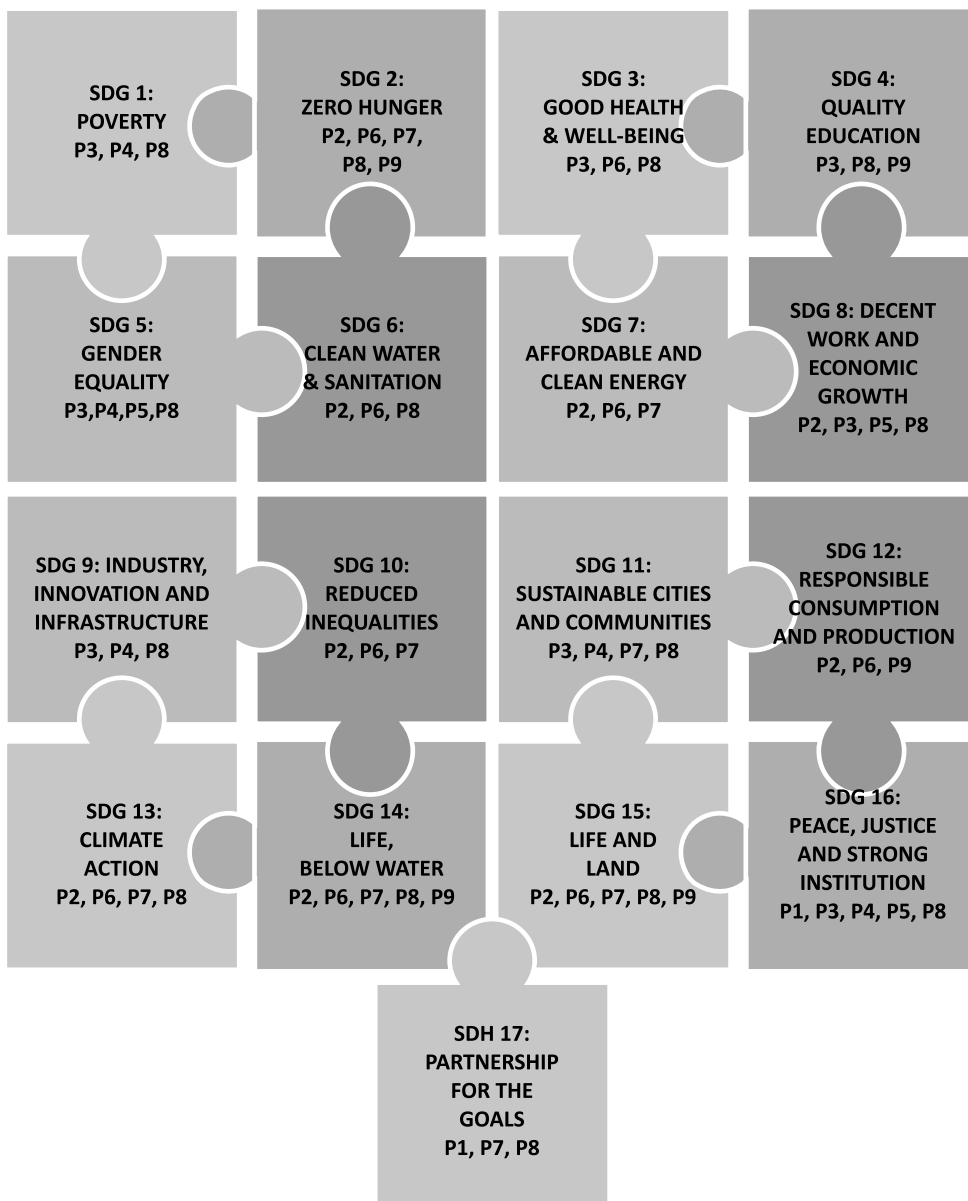 SDG 1:
POVERTY
P3, P4, P8
SDG 2:
ZERO HUNGER
P2, P6, P7,
P8, P9
SDG 3:
GOOD HEALTH
& WELL-BEING
P3, P6, P8
SDG 4:
QUALITY
EDUCATION
P3, P8, P9
SDG 5:
GENDER
EQUALITY
P3,P4,P5,P8
SDG 6:
CLEAN WATER
& SANITATION
P2, P6, P8
SDG 7:
AFFORDABLE AND
CLEAN ENERGY
P2, P6, P7
SDG 8: DECENT
WORK AND
ECONOMIC
GROWTH
P2, P3, P5, P8
SDG 9: INDUSTRY,
INNOVATION AND
INFRASTRUCTURE
P3, P4, P8
SDG 10:
REDUCED
INEQUALITIES
P2, P6, P7
SDG 11:
SUSTAINABLE CITIES
AND COMMUNITIES
P3, P4, P7, P8
SDG 12:
RESPONSIBLE
CONSUMPTION
AND PRODUCTION
P2, P6, P9
SDG 13:
CLIMATE
ACTION
P2, P6, P7, P8
SDG 14:
LIFE,
BELOW WATER
P2, P6, P7, P8, P9
SDG 15:
LIFE AND
LAND
P2, P6, P7, P8, P9
SDG 16:
PEACE, JUSTICE
AND STRONG
INSTITUTION
P1, P3, P4, P5, P8
SDH 17:
PARTNERSHIP
FOR THE
GOALS
P1, P7, P8